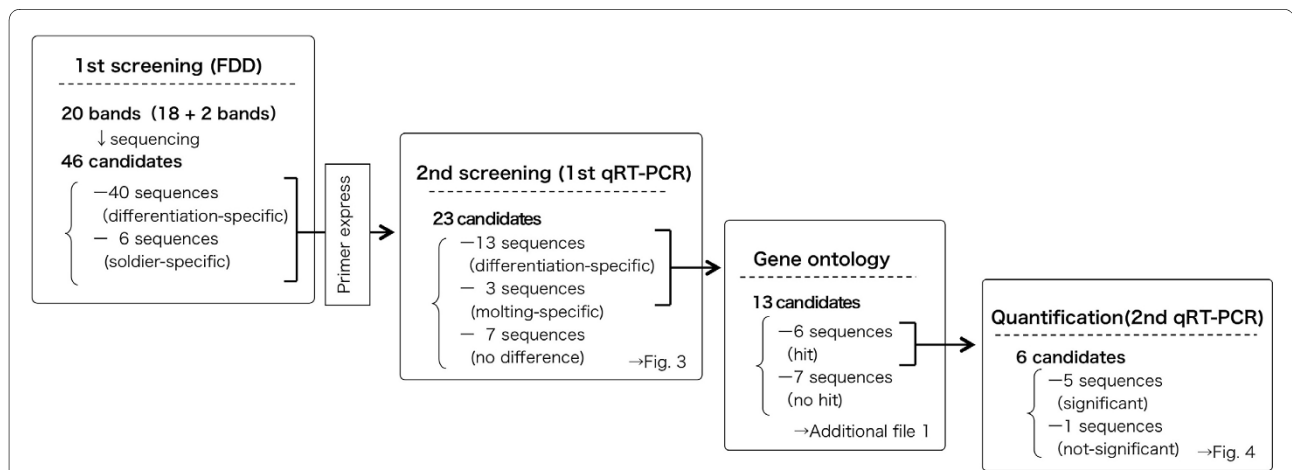 1st screening (FDD)
20 bands (18 + 2 bands)
↓ sequencing
46 candidates
—40 sequences
(differentiation-specific)
— 6 sequences
(soldier-specific)
Primer express
2nd screening (1st qRT-PCR)
23 candidates
—13 sequences
(differentiation-specific)
— 3 sequences
(molting-specific)
— 7 sequences
(no difference)
→Fig. 3
Gene ontology
13 candidates
—6 sequences
(hit)
—7 sequences
(no hit)
→Additional file 1
Quantification(2nd qRT-PCR)
6 candidates
—5 sequences
(significant)
—1 sequences
(not-significant)
→Fig. 4